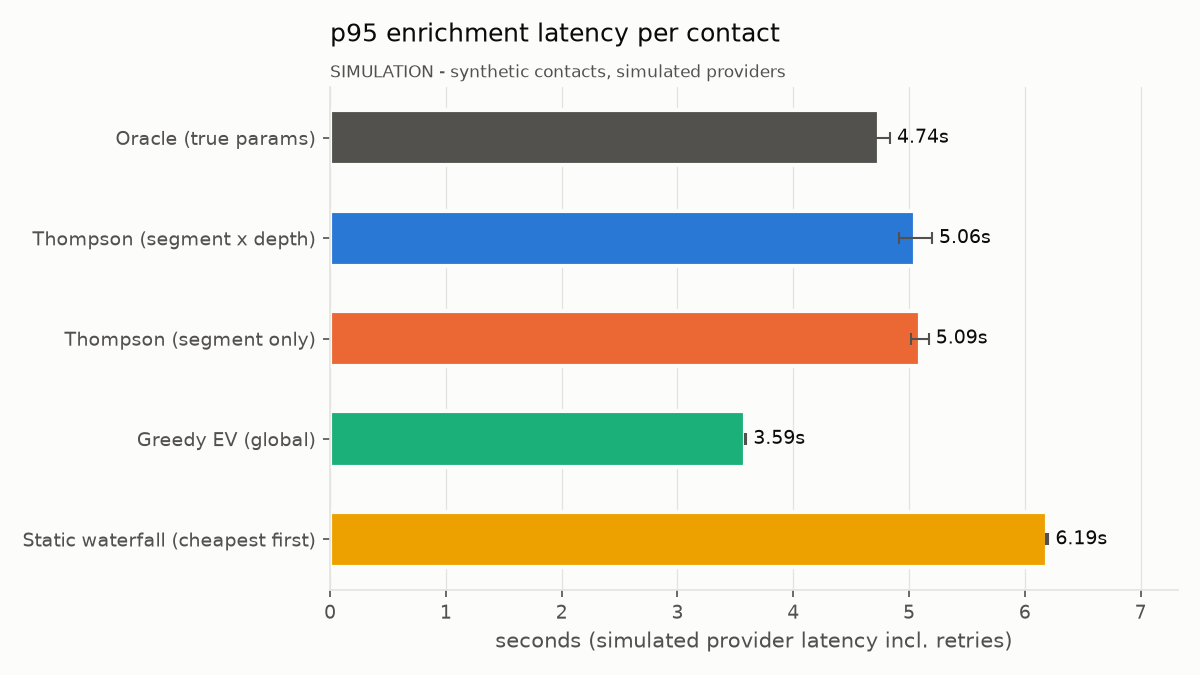 p95 enrichment latency per contact
SIMULATION - synthetic contacts, simulated providers
Oracle (true params)
4.74s
Thompson (segment x depth)
5.06s
Thompson (segment only)
5.09s
Greedy EV (global)
3.59s
Static waterfall (cheapest first)
6.19s
0 1 2 3 4 5 6 7
seconds (simulated provider latency incl. retries)